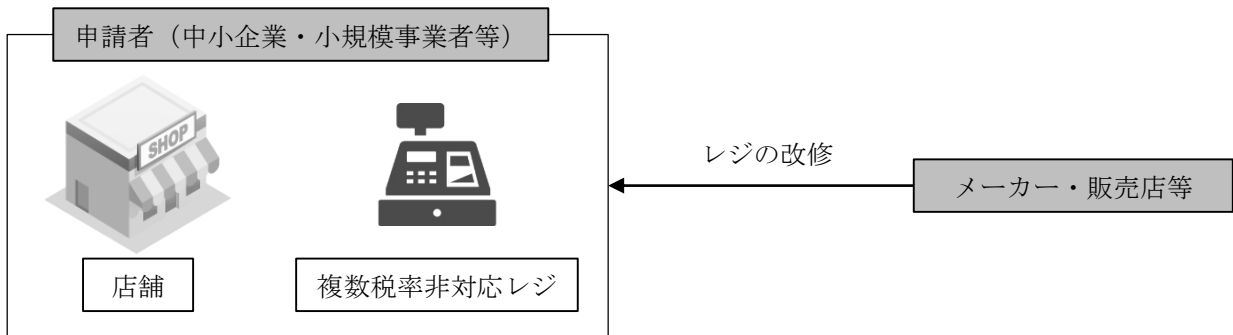 申請者（中小企業・小規模事業者等）
SHOP
レジの改修
メーカー・販売店等
店舗
複数税率非対応レジ